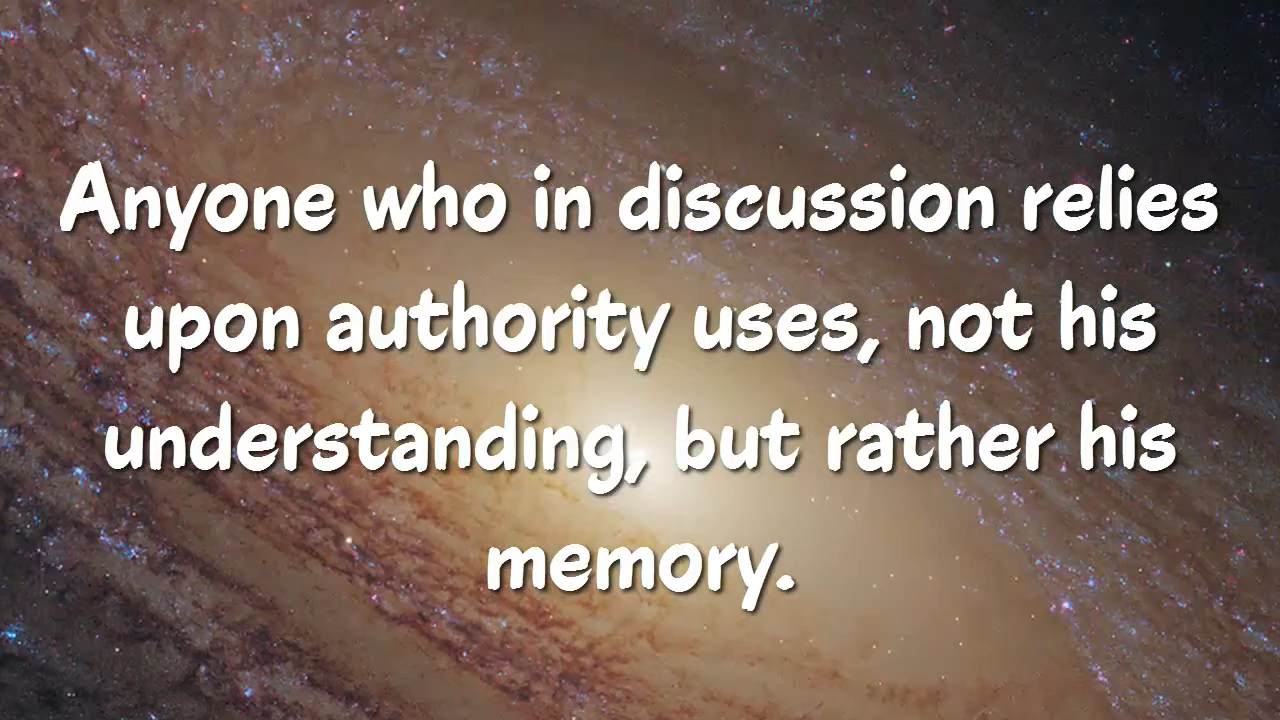 Anyone who in discussion relies
upon authority uses, not his
understanding, but rather his
memory.